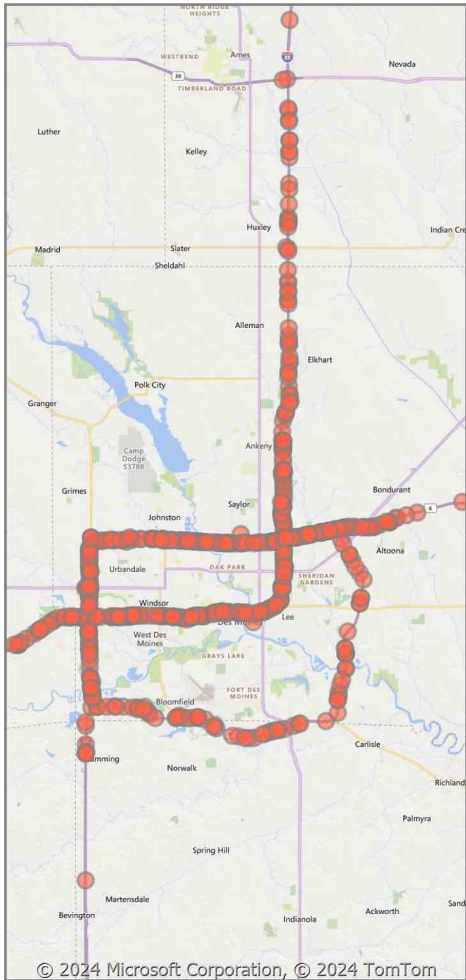 NORTH RIDGE
HEIGHTS
WESTBEND
Ames
Nevada
30
TIMBERLAND ROAD
Luther
Kelley
Huxley
Indian Cre
Madrid
Slater
Sheldahl
Alleman
Elkhart
Polk City
Granger
Ankeny
Camp
Dodge
53788
Grimes
Bondurant
Saylor
6
Johnston
Altoona
Urbandale
OAK PARK
SHERIDAN
GARDENS
Windsor
Des Moines
Lee
West Des
Moines
GRAYS LAKE
FORT DES
MOINES
Bloomfield
Carlisle
umming
Norwalk
Richland
Palmyra
Spring Hill
Martensdale
Ackworth
Sand
Bevington
Indianola
© 2024 Microsoft Corporation, © 2024 TomTom